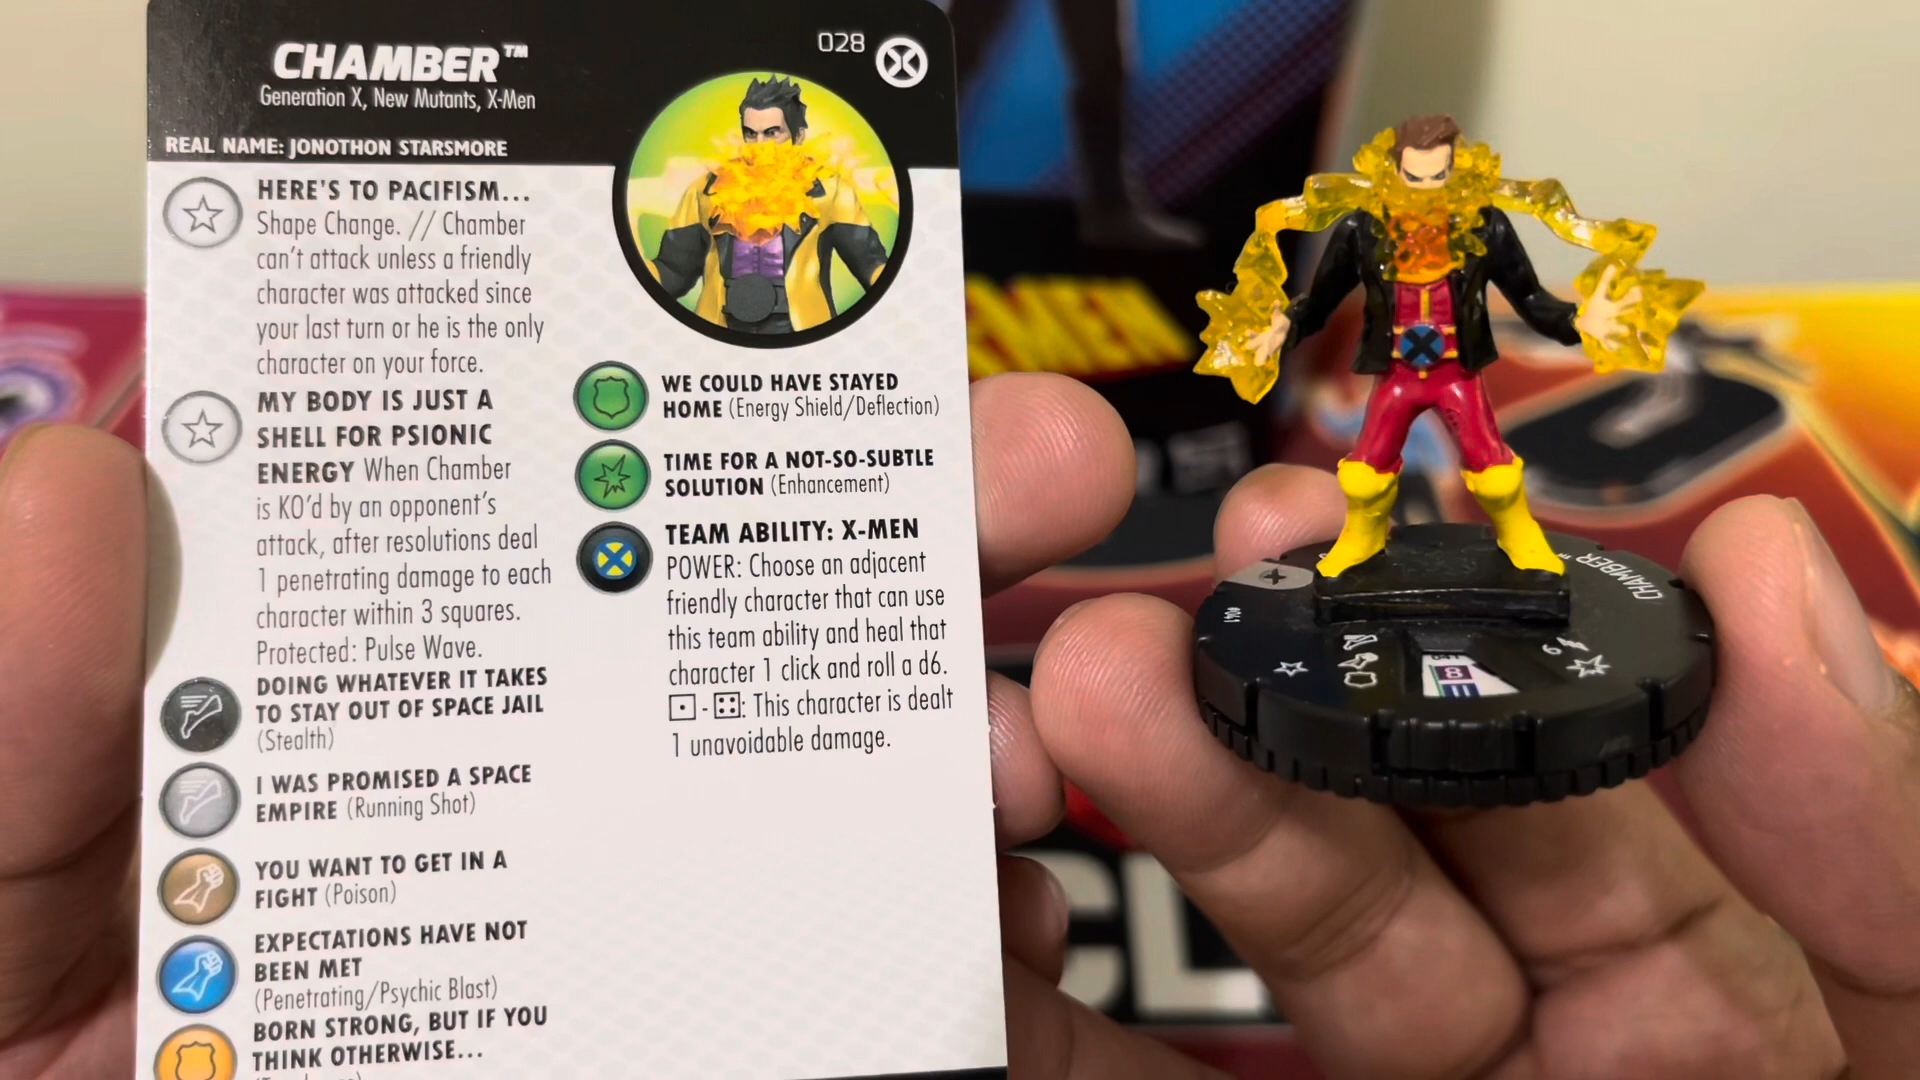 CHAMBER™
028
Generation X, New Mutants, X-Men
REAL NAME: JONOTHON STARSMORE
HERE'S TO PACIFISM...
Shape Change. // Chamber
can't attack unless a friendly
character was attacked since
your last turn or he is the only
character on your force.
MY BODY IS JUST A
SHELL FOR PSIONIC
ENERGY When Chamber
is KO'd by an opponent's
attack, after resolutions deal
1 penetrating damage to each
character within 3 squares.
Protected: Pulse Wave.
DOING WHATEVER IT TAKES
TO STAY OUT OF SPACE JAIL
(Stealth)
I WAS PROMISED A SPACE
EMPIRE (Running Shot)
YOU WANT TO GET IN A
FIGHT (Poison)
EXPECTATIONS HAVE NOT
BEEN MET
(Penetrating/Psychic Blast)
BORN STRONG, BUT IF YOU
THINK OTHERWISE...
WE COULD HAVE STAYED
HOME (Energy Shield/Deflection)
TIME FOR A NOT-SO-SUBTLE
SOLUTION (Enhancement)
TEAM ABILITY: X-MEN
POWER: Choose an adjacent
friendly character that can use
this team ability and heal that
character 1 click and roll a d6.
⚀ - ⚃: This character is dealt
1 unavoidable damage.
CHAMBER™
6
8